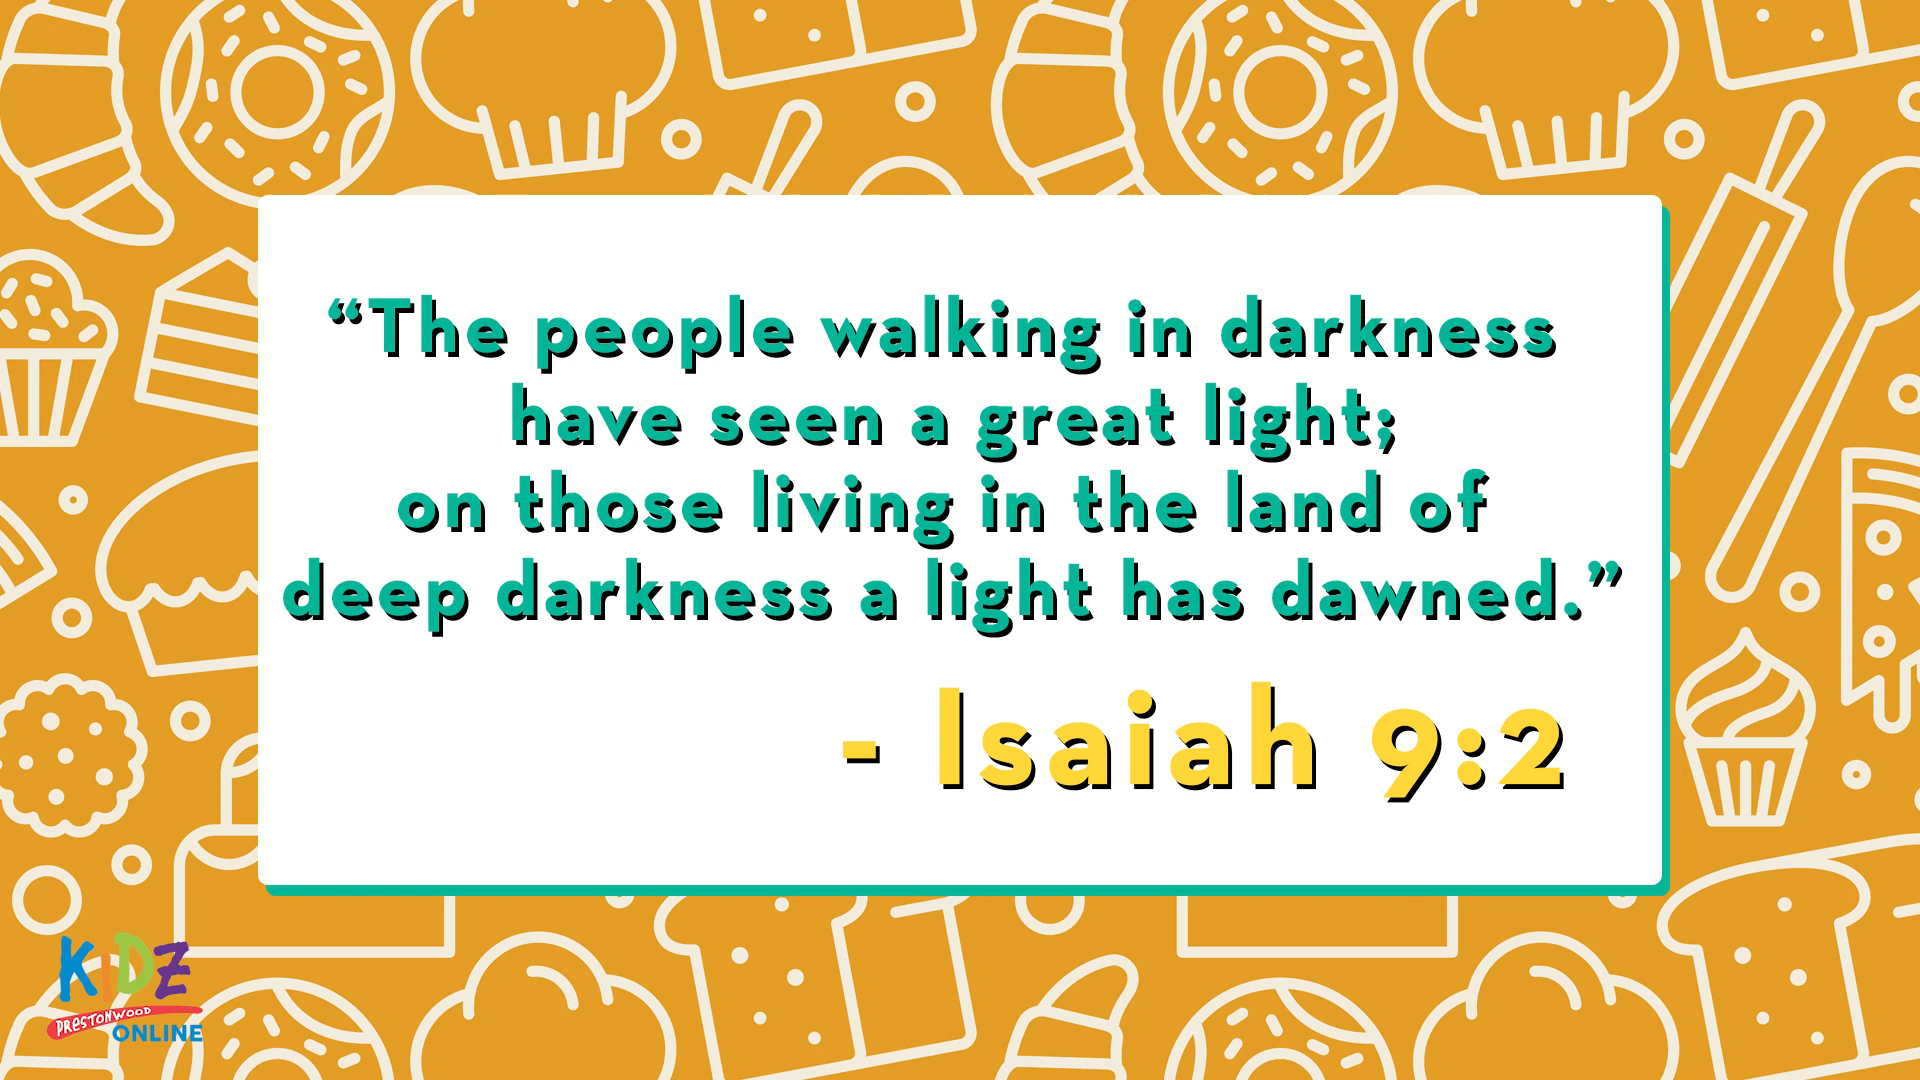 “The people walking in darkness
have seen a great light;
on those living in the land of
deep darkness a light has dawned.”
- Isaiah 9:2
KiDZ
PRESTONWOOD
ONLINE